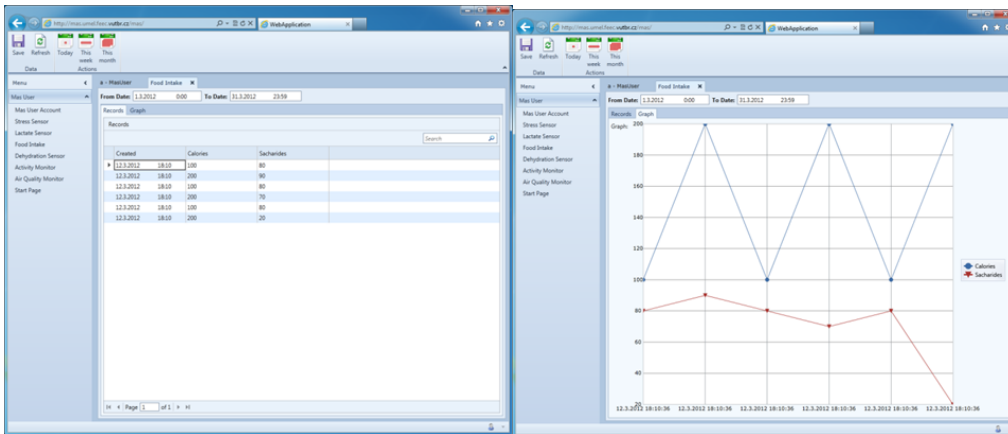 http://mas.umel.feec.vutbr.cz/mas/
WebApplication
Save Refresh Today This week This month
Data Actions
Menu
Mas User
Mas User Account
Stress Sensor
Lactate Sensor
Food Intake
Dehydration Sensor
Activity Monitor
Air Quality Monitor
Start Page
a - MasUser Food Intake
From Date: 1.3.2012 0:00 To Date: 31.3.2012 23:59
Records Graph
Records
Search
Created Calories Sacharides
12.3.2012 18:10 100 80
12.3.2012 18:10 200 90
12.3.2012 18:10 100 80
12.3.2012 18:10 200 70
12.3.2012 18:10 100 80
12.3.2012 18:10 200 20
Page 1 of 1
http://mas.umel.feec.vutbr.cz/mas/
WebApplication
Save Refresh Today This week This month
Data Actions
Menu
Mas User
Mas User Account
Stress Sensor
Lactate Sensor
Food Intake
Dehydration Sensor
Activity Monitor
Air Quality Monitor
Start Page
a - MasUser Food Intake
From Date: 1.3.2012 0:00 To Date: 31.3.2012 23:59
Records Graph
Graph:
200
180
160
140
120
100
80
60
40
20
Calories
Sacharides
12.3.2012 18:10:36 12.3.2012 18:10:36 12.3.2012 18:10:36 12.3.2012 18:10:36 12.3.2012 18:10:36 12.3.2012 18:10:36